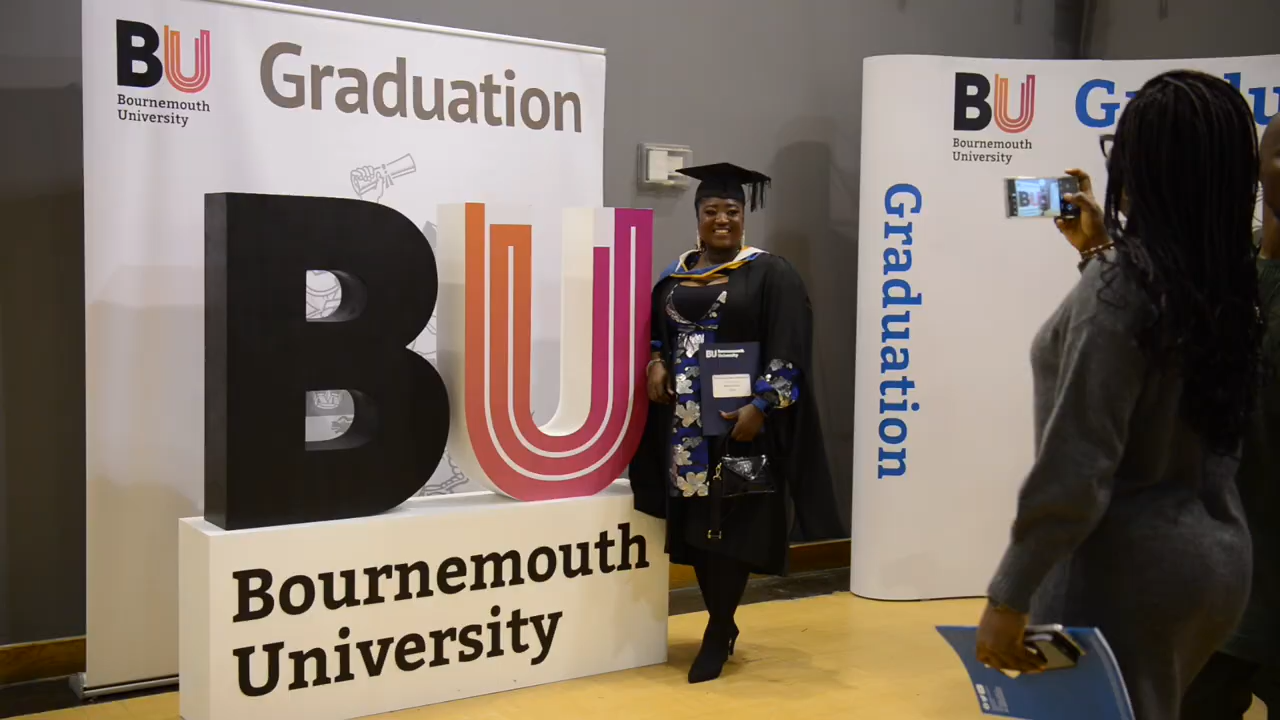 BU
Bournemouth
University
Graduation
BU
Bournemouth
University
BU Bournemouth
University
BU
Bournemouth
University
Graduation